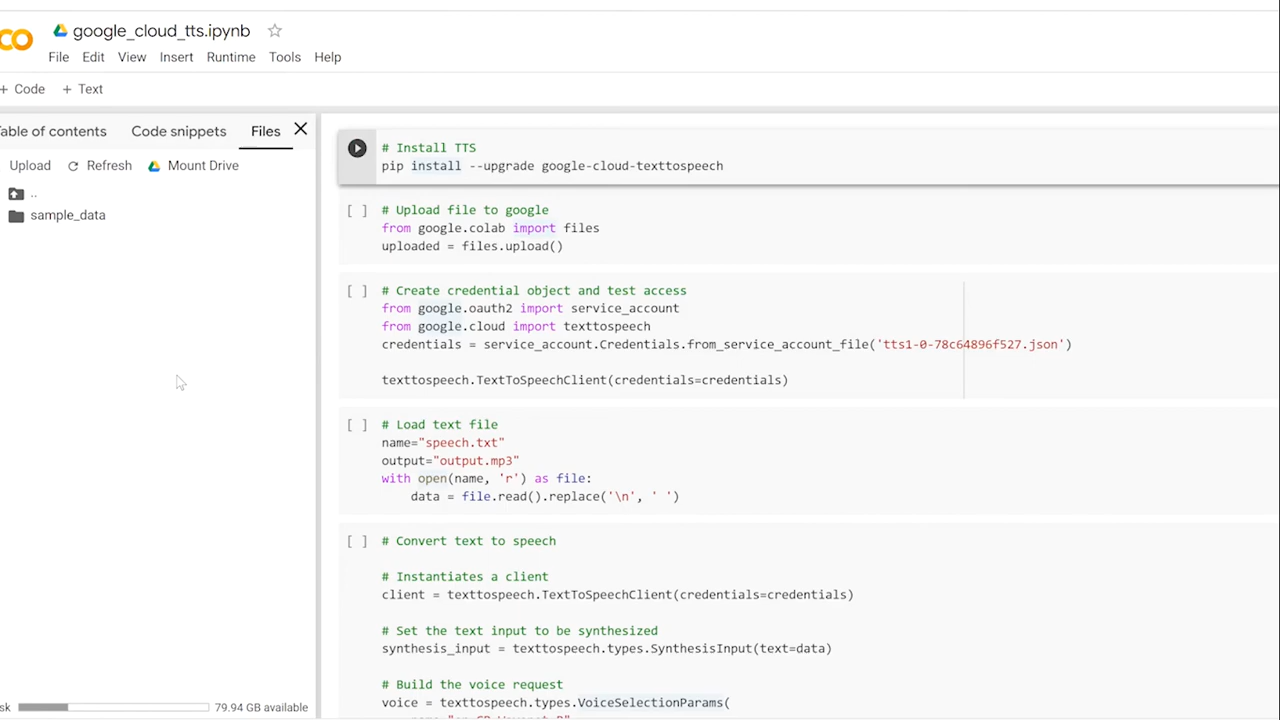 CO google_cloud_tts.ipynb
File Edit View Insert Runtime Tools Help
+ Code + Text
Table of contents Code snippets Files
Upload Refresh Mount Drive
..
sample_data
79.94 GB available
# Install TTS
pip install --upgrade google-cloud-texttospeech
[ ] # Upload file to google
from google.colab import files
uploaded = files.upload()
[ ] # Create credential object and test access
from google.oauth2 import service_account
from google.cloud import texttospeech
credentials = service_account.Credentials.from_service_account_file('tts1-0-78c64896f527.json')
texttospeech.TextToSpeechClient(credentials=credentials)
[ ] # Load text file
name="speech.txt"
output="output.mp3"
with open(name, 'r') as file:
data = file.read().replace('\n', ' ')
[ ] # Convert text to speech
# Instantiates a client
client = texttospeech.TextToSpeechClient(credentials=credentials)
# Set the text input to be synthesized
synthesis_input = texttospeech.types.SynthesisInput(text=data)
# Build the voice request
voice = texttospeech.types.VoiceSelectionParams(